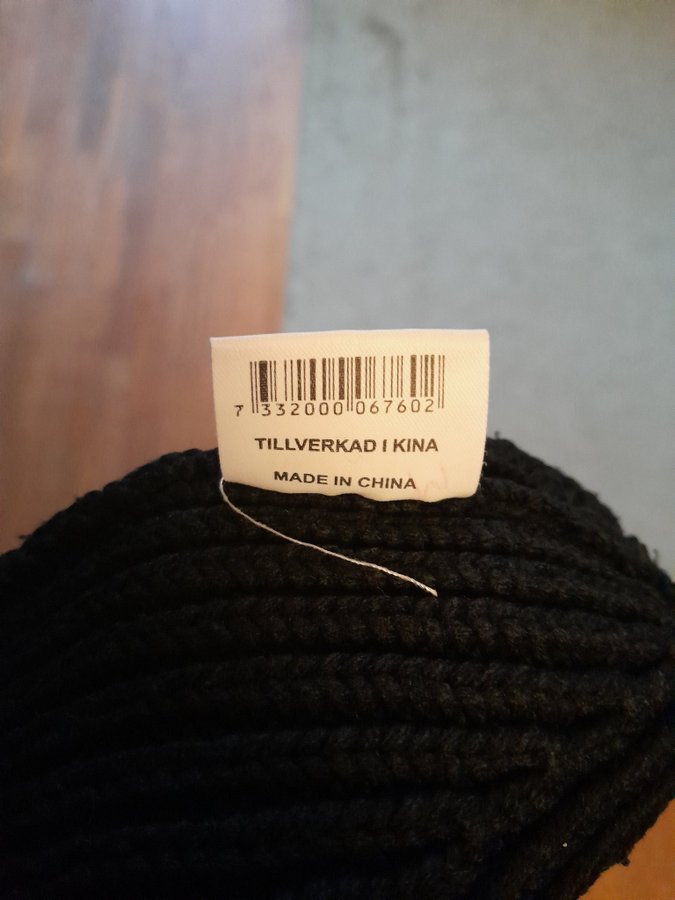 7 332000 067602
TILLVERKAD I KINA
MADE IN CHINA